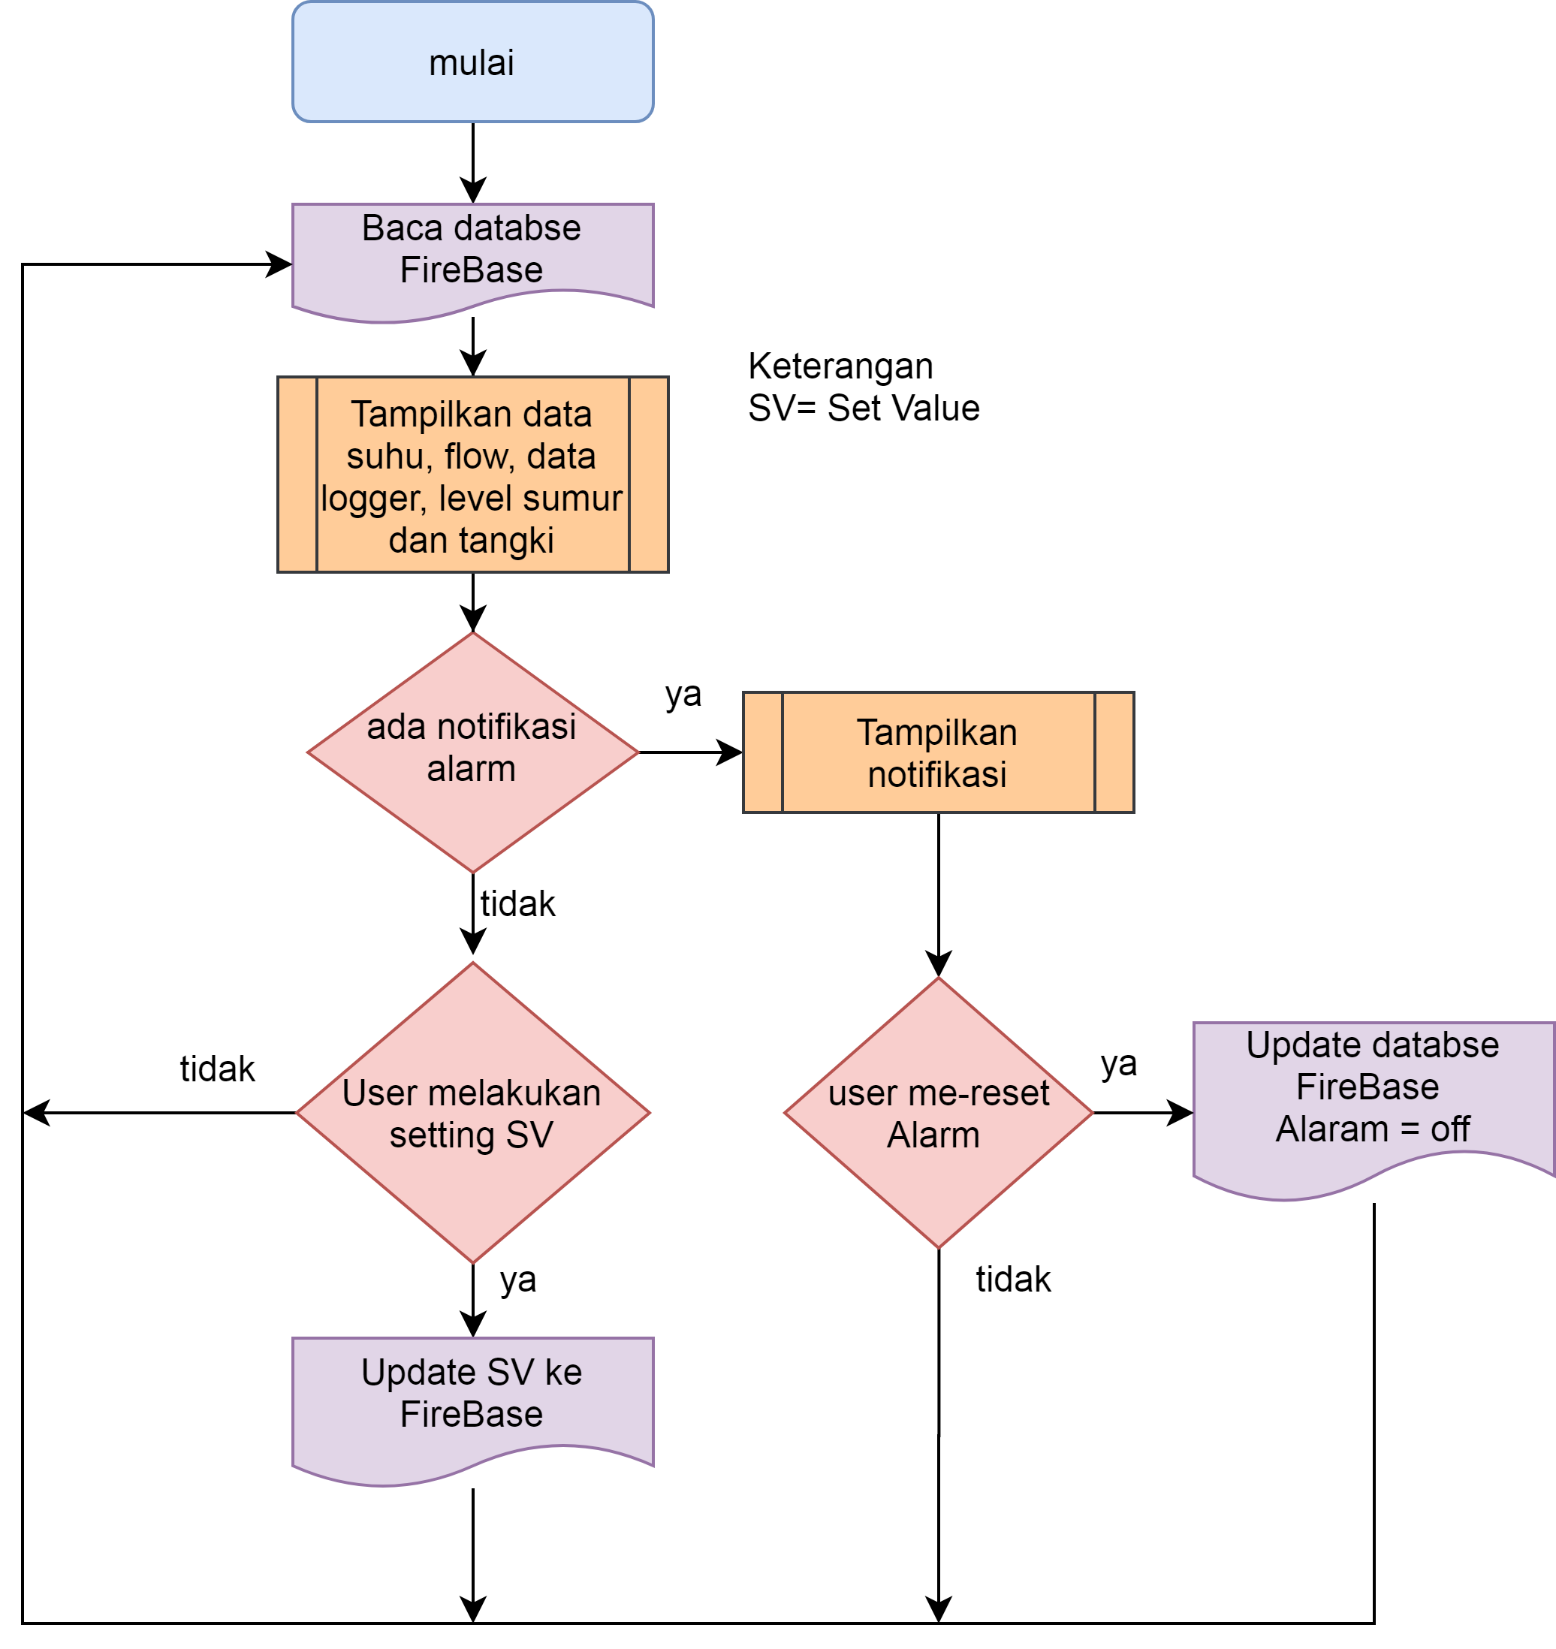 mulai
Baca databse
FireBase
Keterangan
SV= Set Value
Tampilkan data
suhu, flow, data
logger, level sumur
dan tangki
ada notifikasi
alarm
ya
Tampilkan
notifikasi
tidak
tidak
User melakukan
setting SV
user me-reset
Alarm
ya
Update databse
FireBase
Alaram = off
ya
tidak
Update SV ke
FireBase